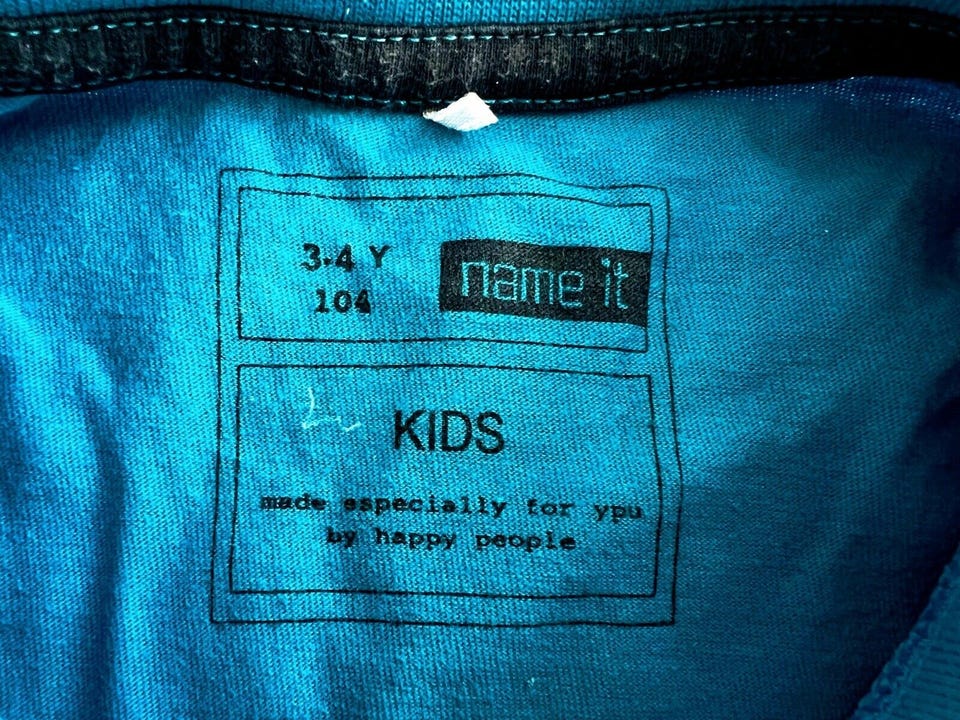 3-4 Y
104
name it
KIDS
made especially for ypu
by happy people